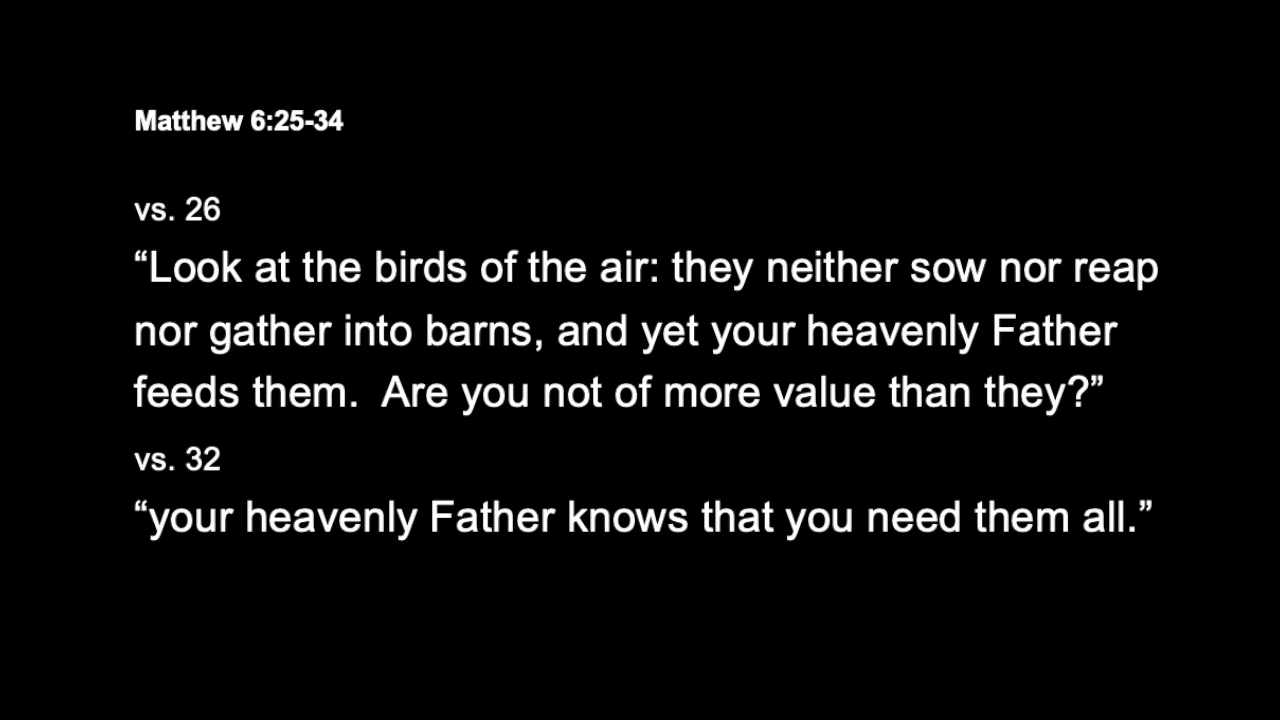 Matthew 6:25-34
vs. 26
“Look at the birds of the air: they neither sow nor reap
nor gather into barns, and yet your heavenly Father
feeds them.  Are you not of more value than they?”
vs. 32
“your heavenly Father knows that you need them all.”